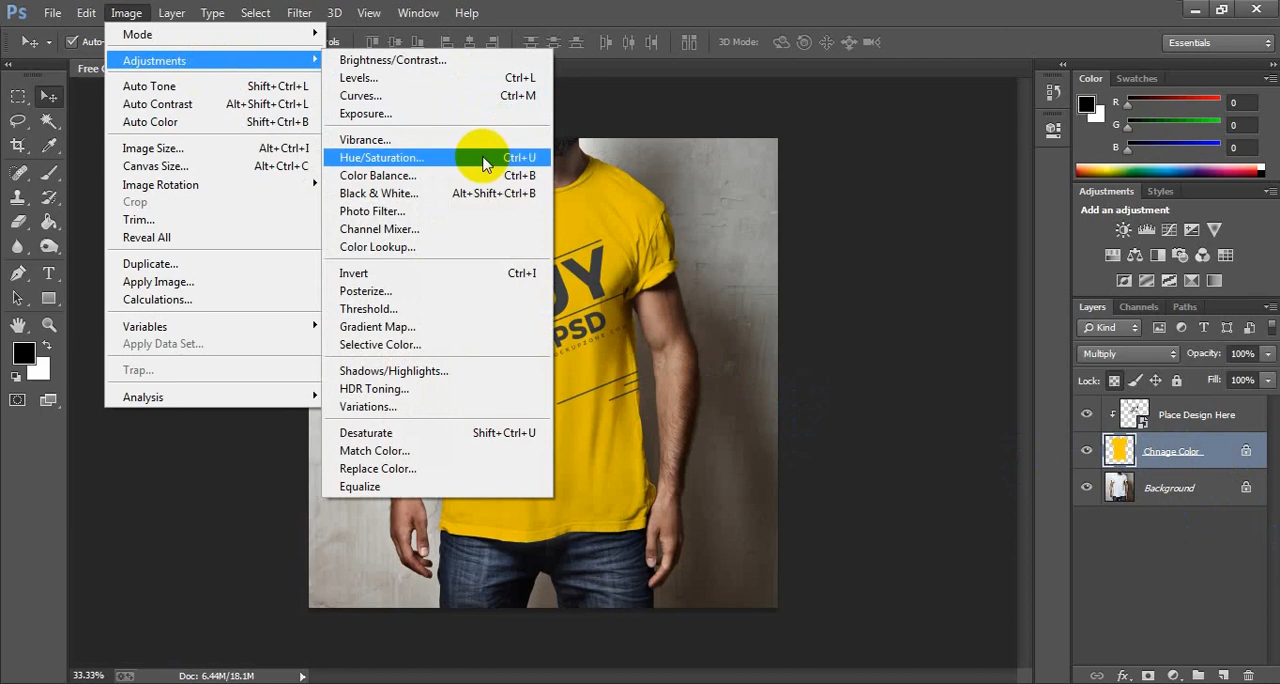 Ps File Edit Image Layer Type Select Filter 3D View Window Help
Auto- 3D Mode: Essentials
Free
Mode
Adjustments
Auto Tone Shift+Ctrl+L
Auto Contrast Alt+Shift+Ctrl+L
Auto Color Shift+Ctrl+B
Image Size... Alt+Ctrl+I
Canvas Size... Alt+Ctrl+C
Image Rotation
Crop
Trim...
Reveal All
Duplicate...
Apply Image...
Calculations...
Variables
Apply Data Set...
Trap...
Analysis
Brightness/Contrast...
Levels... Ctrl+L
Curves... Ctrl+M
Exposure...
Vibrance...
Hue/Saturation... Ctrl+U
Color Balance... Ctrl+B
Black & White... Alt+Shift+Ctrl+B
Photo Filter...
Channel Mixer...
Color Lookup...
Invert Ctrl+I
Posterize...
Threshold...
Gradient Map...
Selective Color...
Shadows/Highlights...
HDR Toning...
Variations...
Desaturate Shift+Ctrl+U
Match Color...
Replace Color...
Equalize
UY
PSD
Color Swatches
R 0
G 0
B 0
Adjustments Styles
Add an adjustment
Layers Channels Paths
Kind
Multiply Opacity: 100%
Lock: Fill: 100%
Place Design Here
Chnage Color
Background
33.33% Doc: 6.44M/18.1M